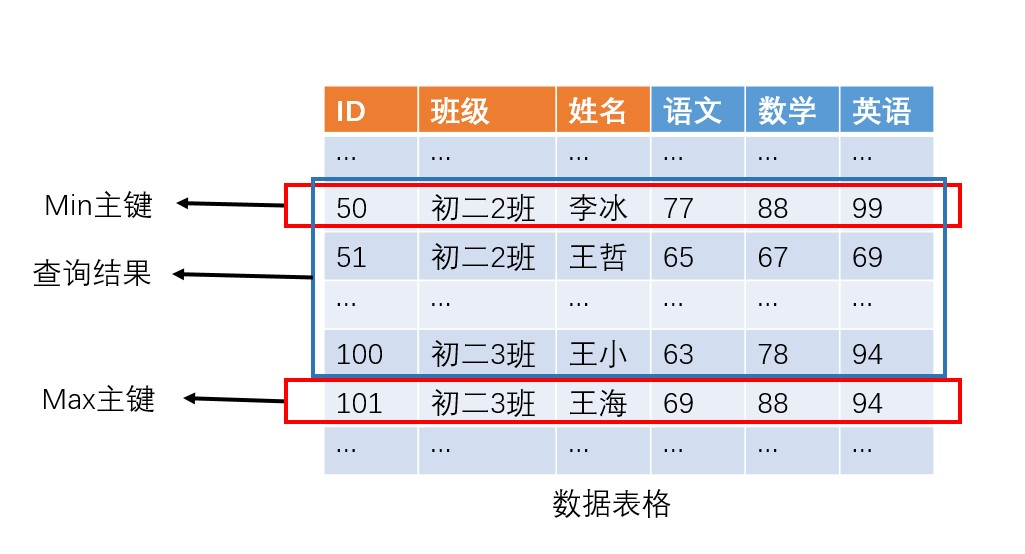 ID 班级 姓名 语文 数学 英语
... ... ... ... ... ...
Min主键 50 初二2班 李冰 77 88 99
查询结果 51 初二2班 王哲 65 67 69
... ... ... ... ... ...
100 初二3班 王小 63 78 94
Max主键 101 初二3班 王海 69 88 94
... ... ... ... ... ...
数据表格